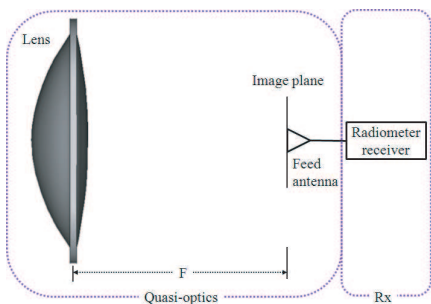 Lens
Image plane
Radiometer
receiver
Feed
antenna
F
Quasi-optics
Rx